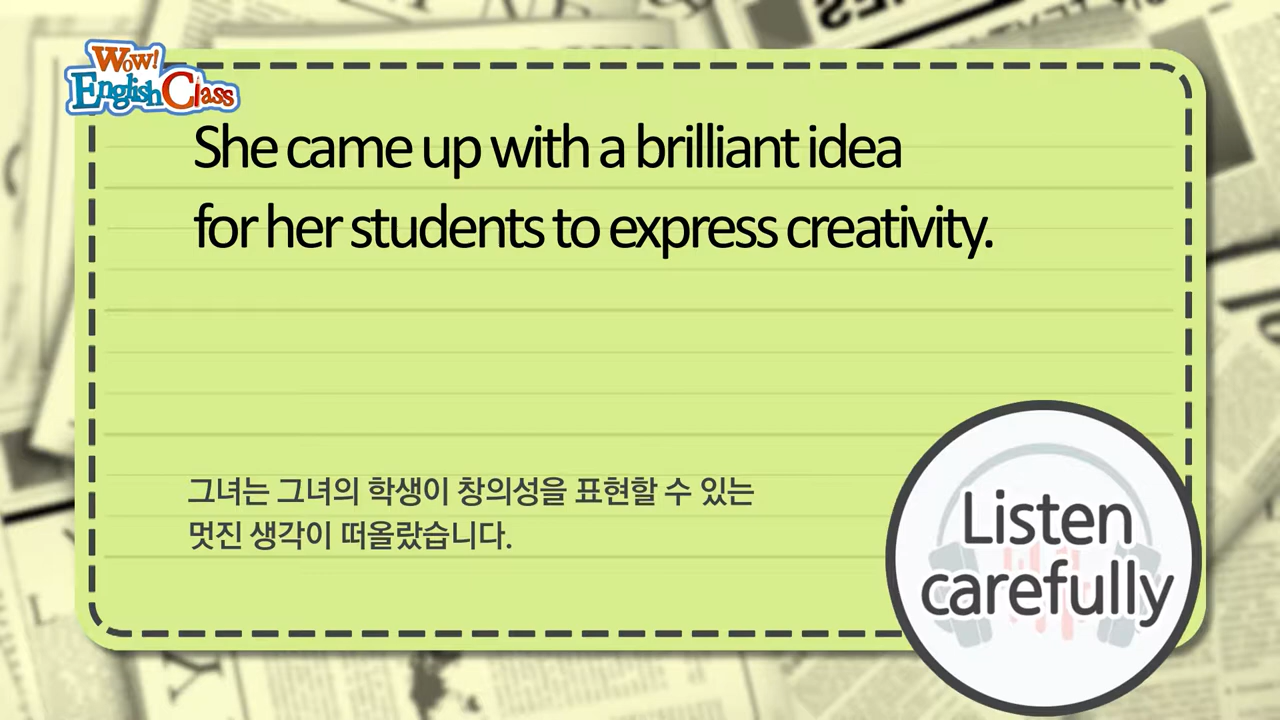 Wow!
English Class
She came up with a brilliant idea
for her students to express creativity.
그녀는 그녀의 학생이 창의성을 표현할 수 있는
멋진 생각이 떠올랐습니다.
Listen
carefully